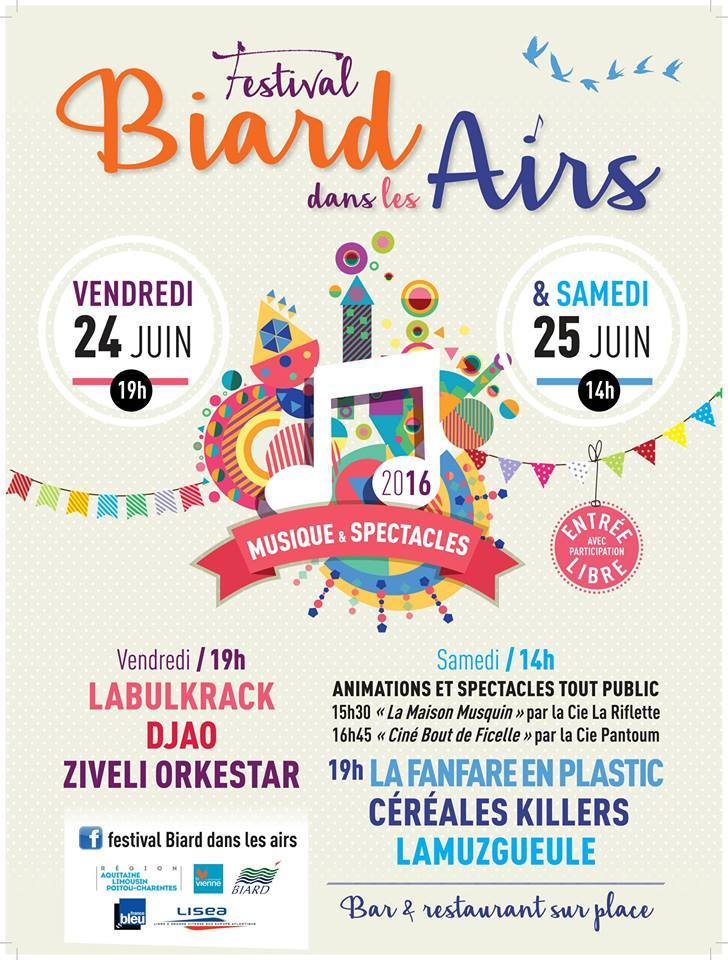 Festival
Biard
dans les Airs
VENDREDI
24 JUIN
19h
& SAMEDI
25 JUIN
14h
2016
MUSIQUE & SPECTACLES
ENTRÉE
AVEC
PARTICIPATION
LIBRE
Vendredi / 19h
LABULKRACK
DJAO
ZIVELI ORKESTAR
Samedi / 14h
ANIMATIONS ET SPECTACLES TOUT PUBLIC
15h30 « La Maison Musquin » par la Cie La Riflette
16h45 « Ciné Bout de Ficelle » par la Cie Pantoum
19h LA FANFARE EN PLASTIC
CÉRÉALES KILLERS
LAMUZGUEULE
Bar & restaurant sur place
f festival Biard dans les airs
RÉGION
AQUITAINE
LIMOUSIN
POITOU-CHARENTES
vienne
BIARD
france
bleu
LISEA